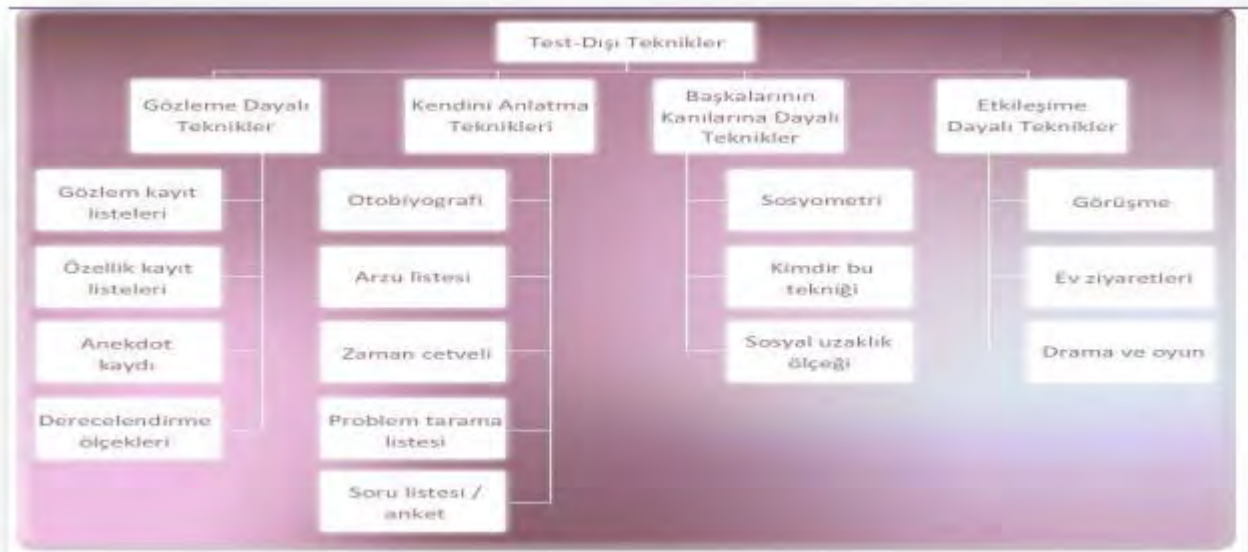 Test-Dışı Teknikler
Gözleme Dayalı
Teknikler
Gözlem kayıt
listeleri
Özellik kayıt
listeleri
Anekdot
kaydı
Derecelendirme
ölçekleri
Kendini Anlatma
Teknikleri
Otobiyografi
Arzu listesi
Zaman cetveli
Problem tarama
listesi
Soru listesi /
anket
Başkalarının
Kanılarına Dayalı
Teknikler
Sosyometri
Kimdir bu
tekniği
Sosyal uzaklık
ölçeği
Etkileşime
Dayalı Teknikler
Görüşme
Ev ziyaretleri
Drama ve oyun